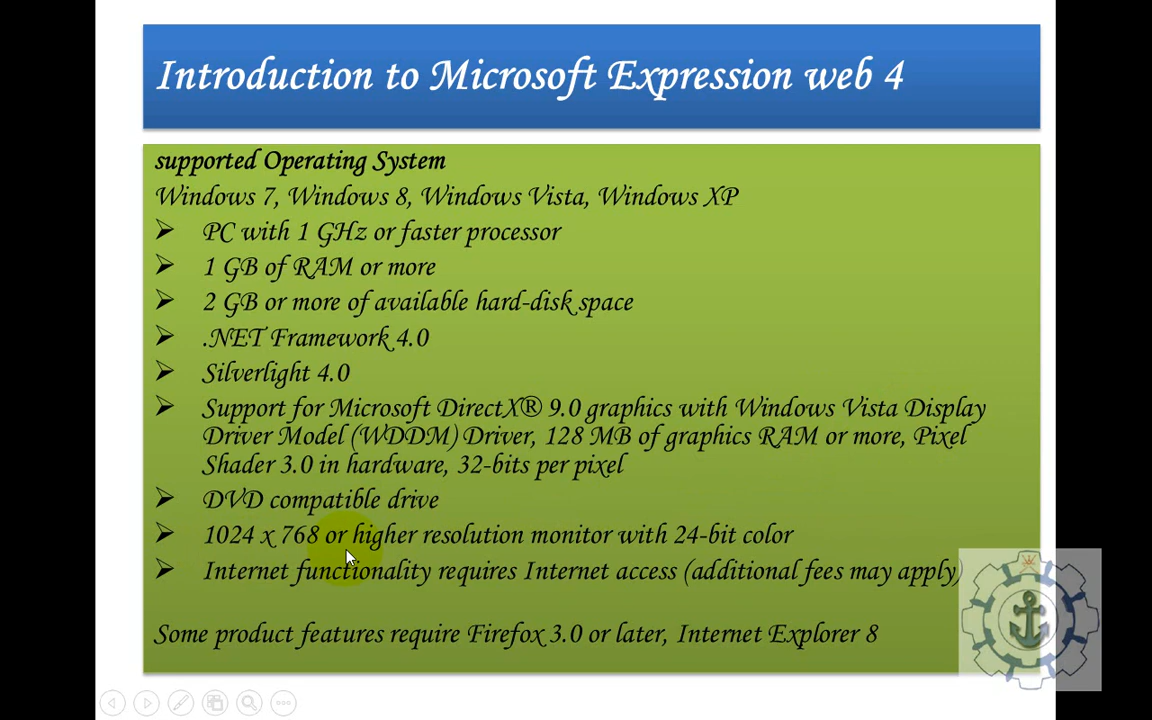 Introduction to Microsoft Expression web 4
supported Operating System
Windows 7, Windows 8, Windows Vista, Windows XP
➢ PC with 1 GHz or faster processor
➢ 1 GB of RAM or more
➢ 2 GB or more of available hard-disk space
➢ .NET Framework 4.0
➢ Silverlight 4.0
➢ Support for Microsoft DirectX® 9.0 graphics with Windows Vista Display
Driver Model (WDDM) Driver, 128 MB of graphics RAM or more, Pixel
Shader 3.0 in hardware, 32-bits per pixel
➢ DVD compatible drive
➢ 1024 x 768 or higher resolution monitor with 24-bit color
➢ Internet functionality requires Internet access (additional fees may apply)
Some product features require Firefox 3.0 or later, Internet Explorer 8